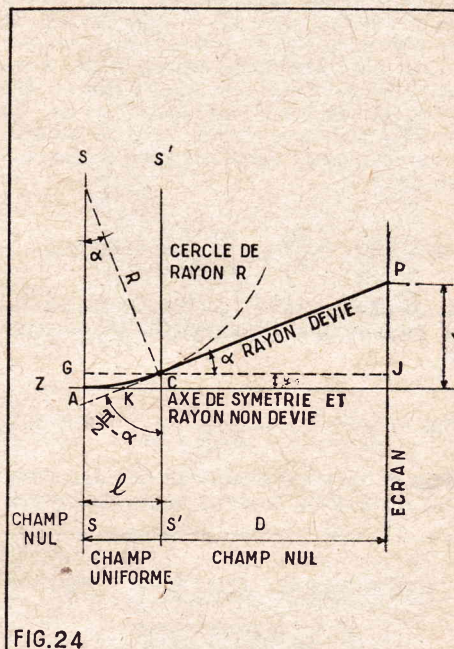 S S'
α
R
CERCLE DE
RAYON R
P
α RAYON DEVIE
G
J
Z
A K C
AXE DE SYMETRIE ET
RAYON NON DEVIE
π/2 - α
ECRAN
l
CHAMP
NUL
S S' D
CHAMP
UNIFORME
CHAMP NUL
FIG.24